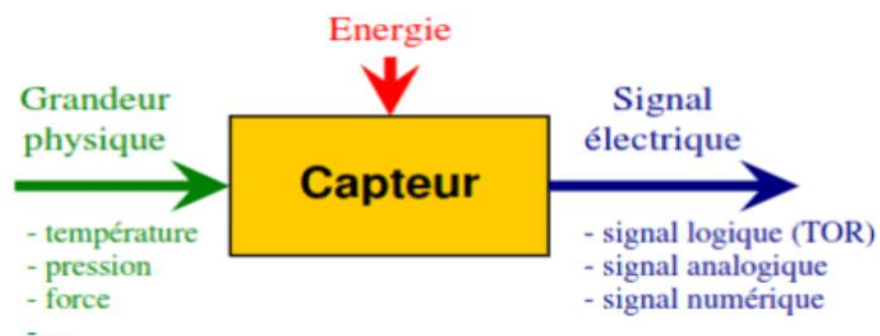 Energie
Grandeur
physique
Signal
électrique
Capteur
- température
- pression
- force
- ...
- signal logique (TOR)
- signal analogique
- signal numérique